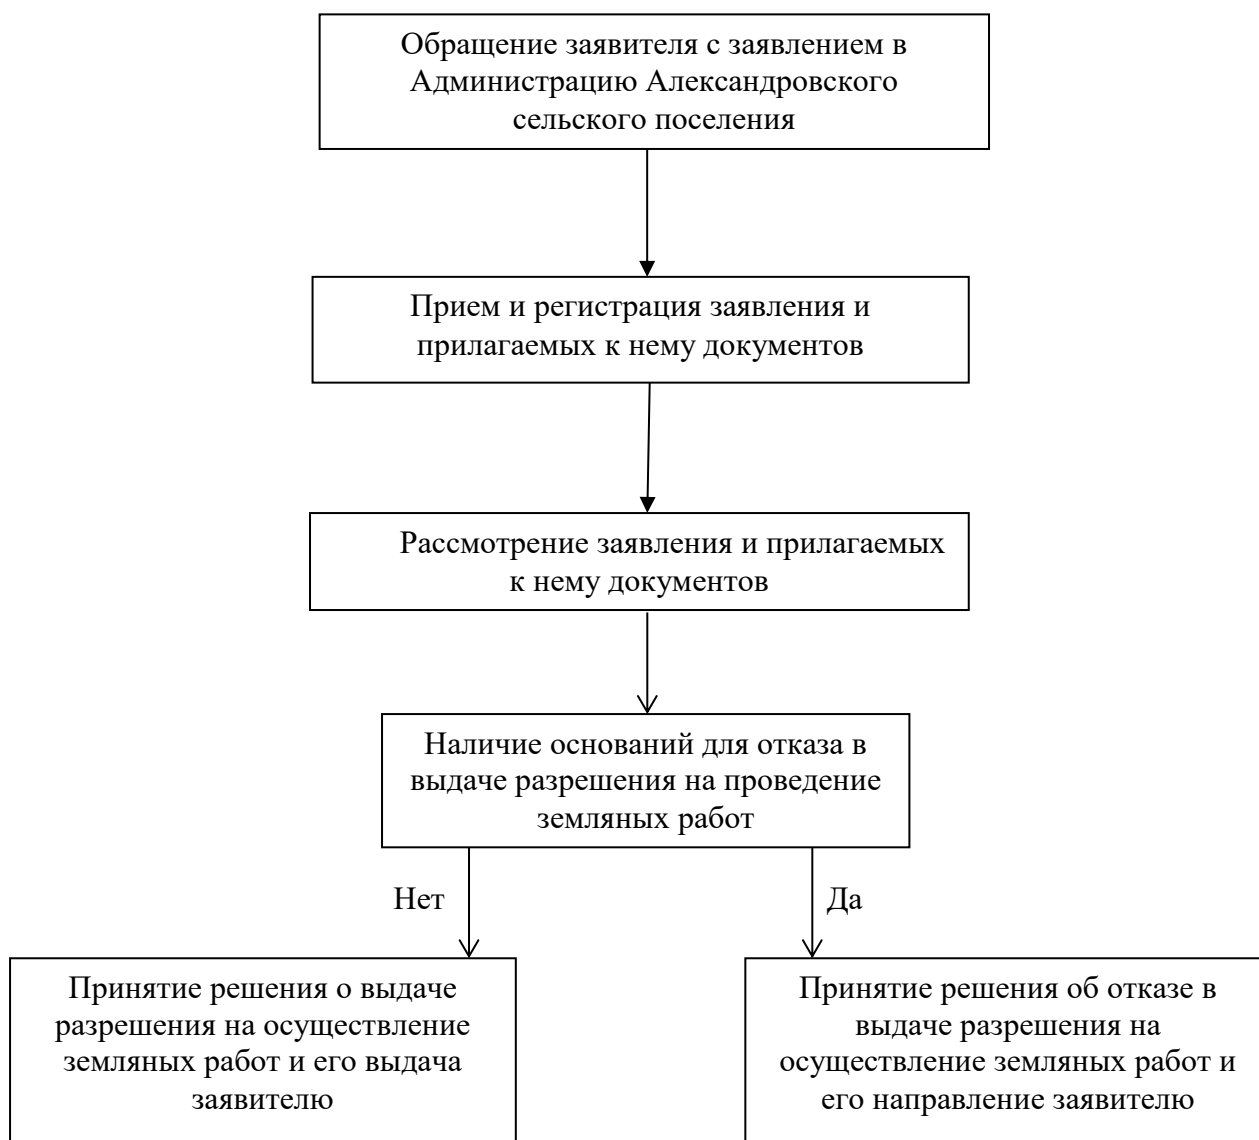 Обращение заявителя с заявлением в
Администрацию Александровского
сельского поселения
Прием и регистрация заявления и
прилагаемых к нему документов
Рассмотрение заявления и прилагаемых
к нему документов
Наличие оснований для отказа в
выдаче разрешения на проведение
земляных работ
Нет
Да
Принятие решения о выдаче
разрешения на осуществление
земляных работ и его выдача
заявителю
Принятие решения об отказе в
выдаче разрешения на
осуществление земляных работ и
его направление заявителю